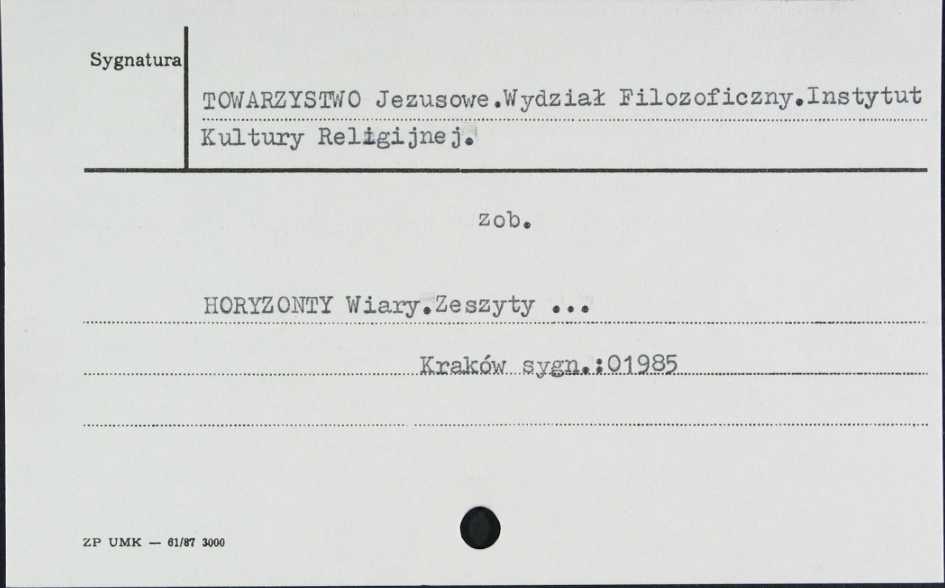 Sygnatura
TOWARZYSTWO Jezusowe.Wydział Filozoficzny.Instytut
Kultury Religijnej.
zob.
HORYZONTY Wiary.Zeszyty ...
Kraków sygn.:01985
ZP UMK — 61/87 3000